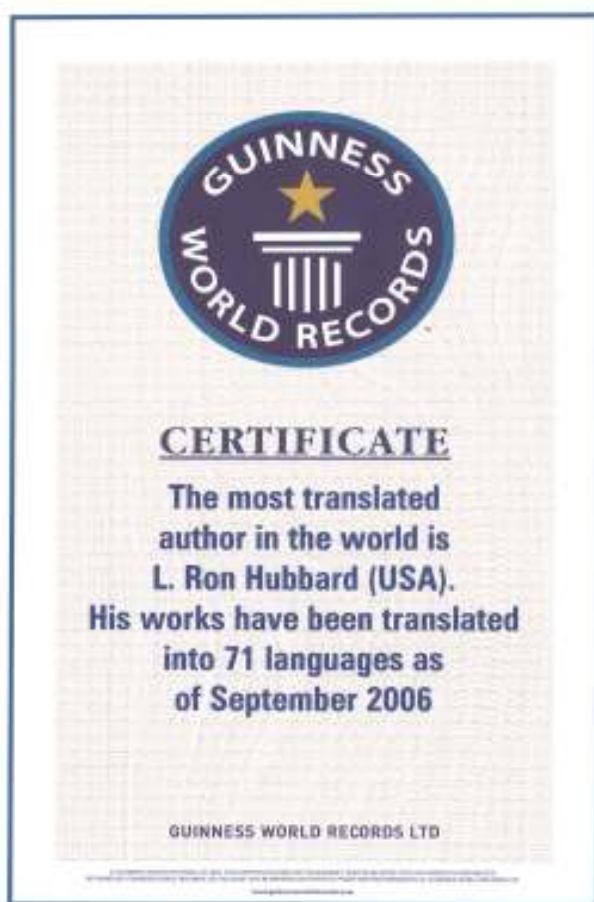 GUINNESS
WORLD RECORDS
CERTIFICATE
The most translated
author in the world is
L. Ron Hubbard (USA).
His works have been translated
into 71 languages as
of September 2006
GUINNESS WORLD RECORDS LTD